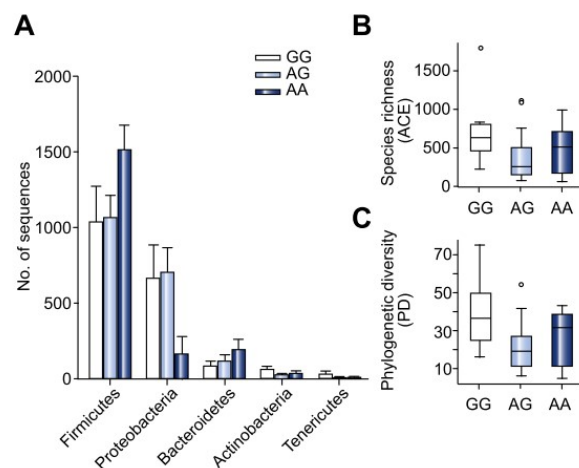 A
GG
AG
AA
No. of sequences
2000
1500
1000
500
0
Firmicutes
Proteobacteria
Bacteroidetes
Actinobacteria
Tenericutes
B
Species richness
(ACE)
1500
1000
500
0
GG AG AA
C
Phylogenetic diversity
(PD)
70
50
30
10
GG AG AA